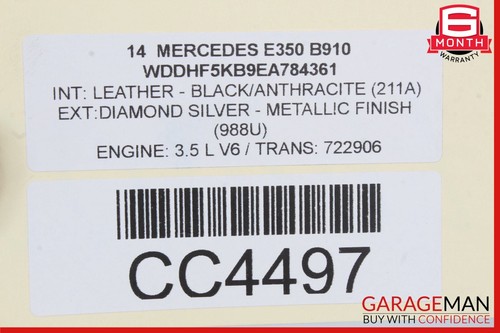 14 MERCEDES E350 B910
WDDHF5KB9EA784361
INT: LEATHER - BLACK/ANTHRACITE (211A)
EXT:DIAMOND SILVER - METALLIC FINISH
(988U)
ENGINE: 3.5 L V6 / TRANS: 722906
CC4497
6
MONTH
WARRANTY
GARAGEMAN
BUY WITH CONFIDENCE